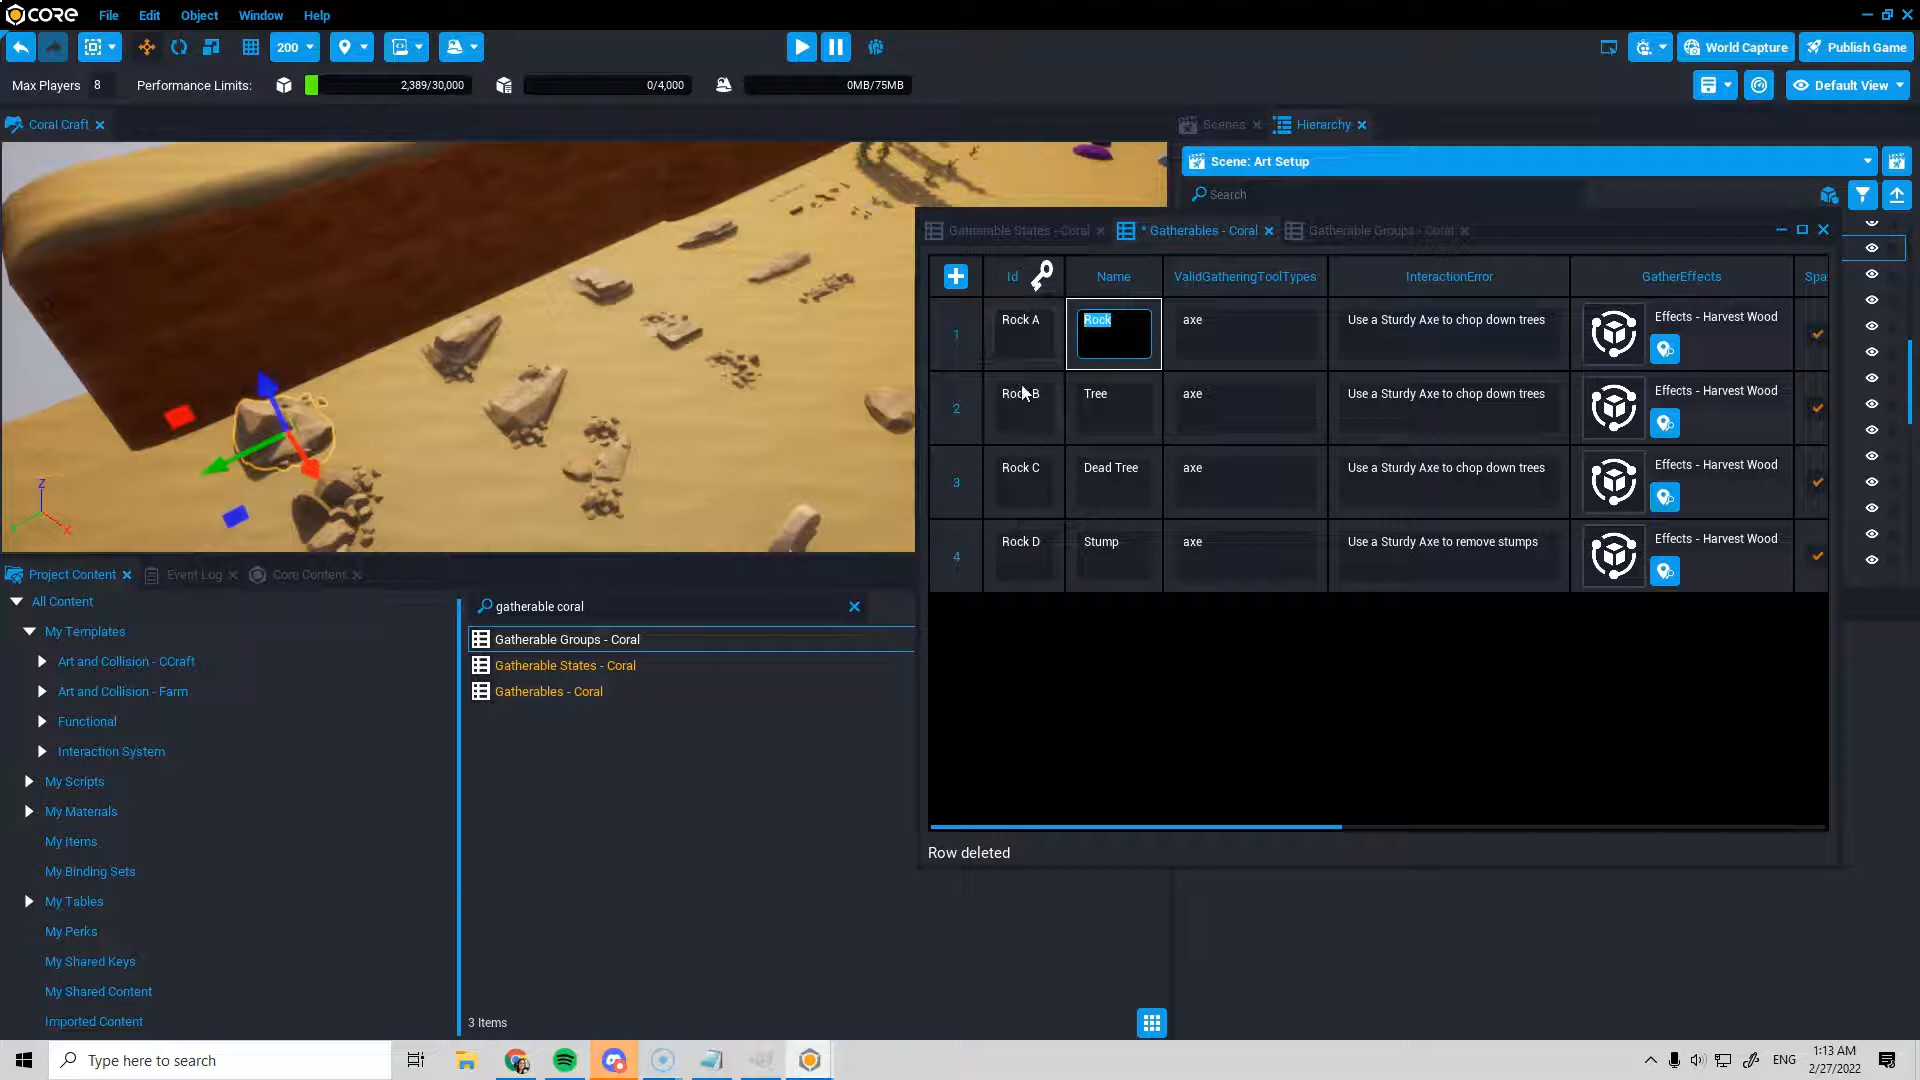 CORE File Edit Object Window Help
200 World Capture Publish Game
Max Players 8 Performance Limits: 2,389/30,000 0/4,000 0MB/75MB Default View
Coral Craft Scenes Hierarchy
Scene: Art Setup
Search
Gatherable States - Coral * Gatherables - Coral Gatherable Groups - Coral
Id Name ValidGatheringToolTypes InteractionError GatherEffects Spa
1 Rock A Rock axe Use a Sturdy Axe to chop down trees Effects - Harvest Wood
2 Rock B Tree axe Use a Sturdy Axe to chop down trees Effects - Harvest Wood
3 Rock C Dead Tree axe Use a Sturdy Axe to chop down trees Effects - Harvest Wood
4 Rock D Stump axe Use a Sturdy Axe to remove stumps Effects - Harvest Wood
Row deleted
Z
X
Project Content Event Log Core Content
All Content
My Templates
Art and Collision - CCraft
Art and Collision - Farm
Functional
Interaction System
My Scripts
My Materials
My Items
My Binding Sets
My Tables
My Perks
My Shared Keys
My Shared Content
Imported Content
gatherable coral
Gatherable Groups - Coral
Gatherable States - Coral
Gatherables - Coral
3 Items
Type here to search
ENG
1:13 AM
2/27/2022